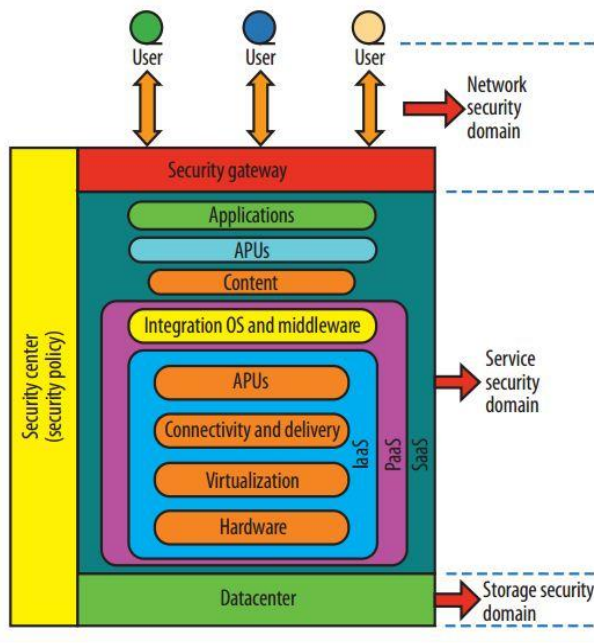 User
User
User
Network
security
domain
Security gateway
Applications
APUs
Content
Integration OS and middleware
APUs
Connectivity and delivery
Virtualization
Hardware
IaaS
PaaS
SaaS
Security center
(security policy)
Service
security
domain
Datacenter
Storage security
domain